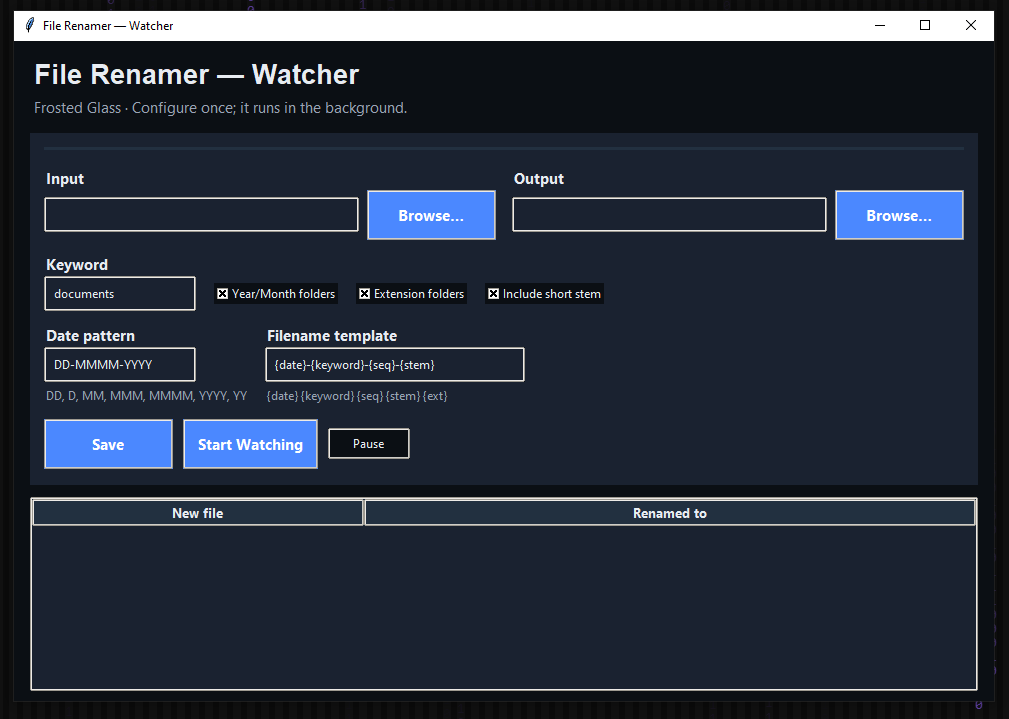 File Renamer — Watcher
File Renamer — Watcher
Frosted Glass · Configure once; it runs in the background.
Input
Output
Browse...
Browse...
Keyword
documents
Year/Month folders
Extension folders
Include short stem
Date pattern
Filename template
DD-MMMM-YYYY
{date}-{keyword}-{seq}-{stem}
DD, D, MM, MMM, MMMM, YYYY, YY
{date} {keyword} {seq} {stem} {ext}
Save
Start Watching
Pause
New file
Renamed to